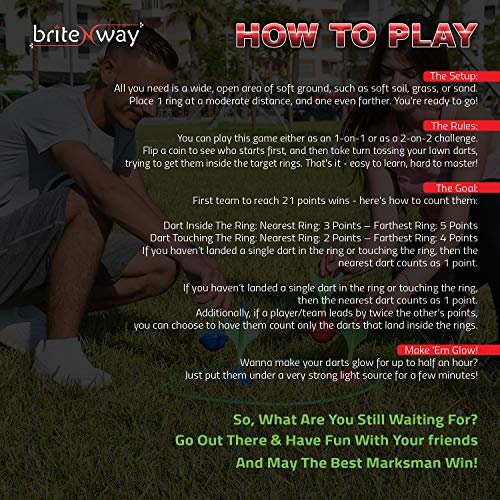 briteNway
HOW TO PLAY
The Setup:
All you need is a wide, open area of soft ground, such as soft soil, grass, or sand.
Place 1 ring at a moderate distance, and one even farther. You're ready to go!
The Rules:
You can play this game either as an 1-on-1 or as a 2-on-2 challenge.
Flip a coin to see who starts first, and then take turn tossing your lawn darts,
trying to get them inside the target rings. That's it - easy to learn, hard to master!
The Goal:
First team to reach 21 points wins - here's how to count them:
Dart Inside The Ring: Nearest Ring: 3 Points – Farthest Ring: 5 Points
Dart Touching The Ring: Nearest Ring: 2 Points – Farthest Ring: 4 Points
If you haven't landed a single dart in the ring or touching the ring, then the
nearest dart counts as 1 point.
If you haven't landed a single dart in the ring or touching the ring,
then the nearest dart counts as 1 point.
Additionally, if a player/team leads by twice the other's points,
you can choose to have them count only the darts that land inside the rings.
Make 'Em Glow!
Wanna make your darts glow for up to half an hour?
Just put them under a very strong light source for a few minutes!
So, What Are You Still Waiting For?
Go Out There & Have Fun With Your friends
And May The Best Marksman Win!